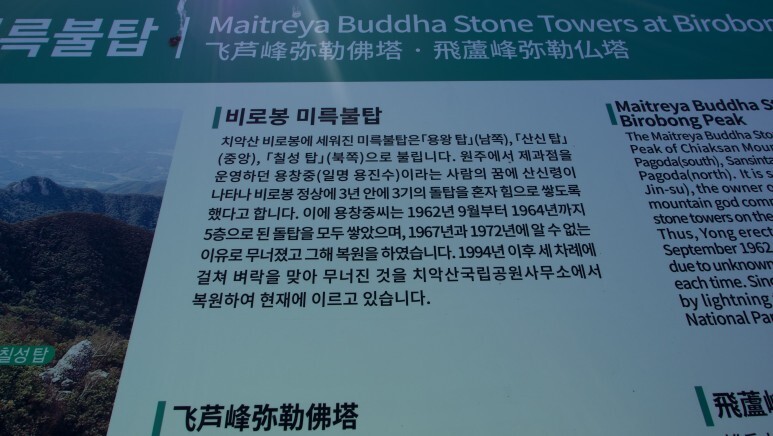 륵불탑 | Maitreya Buddha Stone Towers at Birobon
飞芦峰弥勒佛塔 · 飛蘆峰弥勒仏塔
비로봉 미륵불탑
치악산 비로봉에 세워진 미륵불탑은「용왕 탑」(남쪽), 「산신 탑」
(중앙), 「칠성 탑」(북쪽)으로 불립니다. 원주에서 제과점을
운영하던 용창중(일명 용진수)이라는 사람의 꿈에 산신령이
나타나 비로봉 정상에 3년 안에 3기의 돌탑을 혼자 힘으로 쌓도록
했다고 합니다. 이에 용창중씨는 1962년 9월부터 1964년까지
5층으로 된 돌탑을 모두 쌓았으며, 1967년과 1972년에 알 수 없는
이유로 무너졌고 그해 복원을 하였습니다. 1994년 이후 세 차례에
걸쳐 벼락을 맞아 무너진 것을 치악산국립공원사무소에서
복원하여 현재에 이르고 있습니다.
Maitreya Buddha S
Birobong Peak
The Maitreya Buddha Sto
Peak of Chiaksan Mour
Pagoda(south), Sansinta
Pagoda(north). It is s
Jin-su), the owner o
mountain god comm
stone towers on the
Thus, Yong erect
September 1962
due to unknown
each time. Sinc
by lightning,
National Par
칠성 탑
飞芦峰弥勒佛塔
飛蘆峰